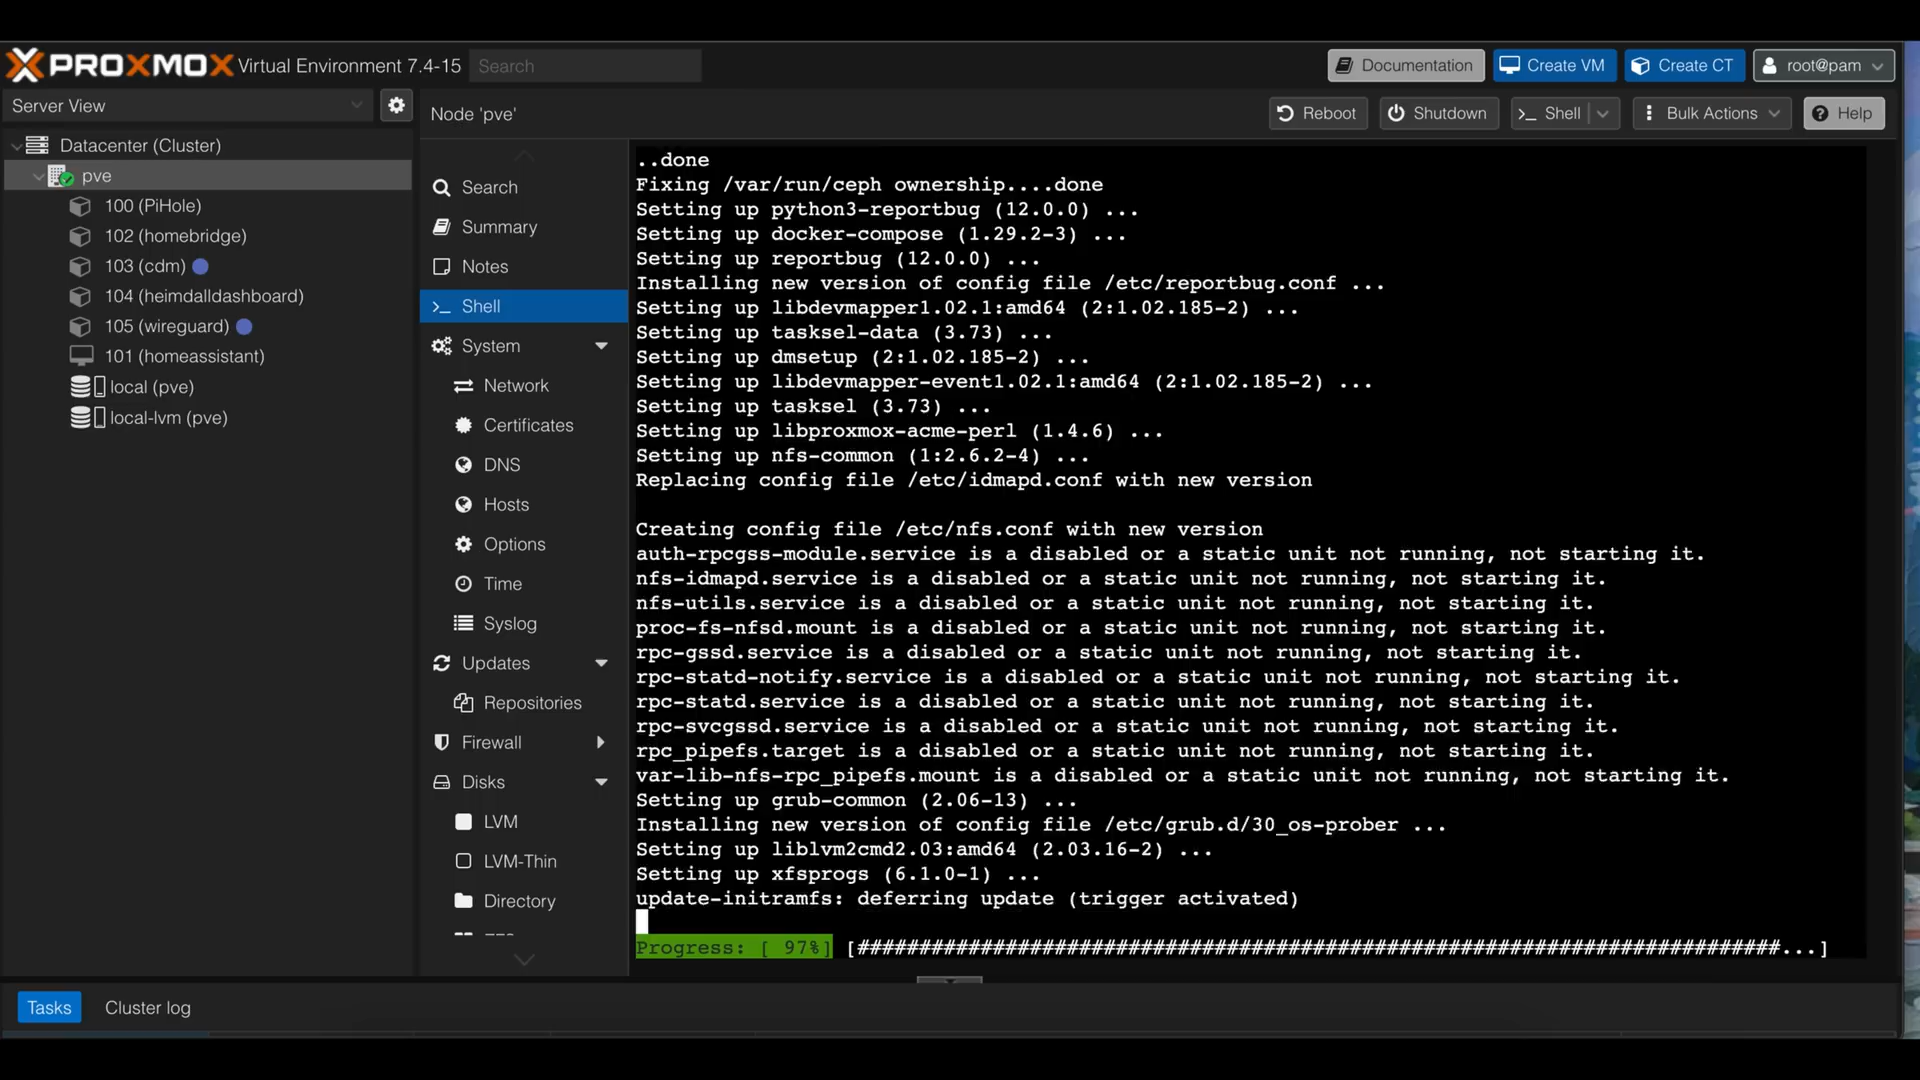 PROXMOX Virtual Environment 7.4-15
Search
Documentation
Create VM
Create CT
root@pam
Server View
Node 'pve'
Reboot
Shutdown
Shell
Bulk Actions
Help
Datacenter (Cluster)
pve
100 (PiHole)
102 (homebridge)
103 (cdm)
104 (heimdalldashboard)
105 (wireguard)
101 (homeassistant)
local (pve)
local-lvm (pve)
Search
Summary
Notes
>_ Shell
System
Network
Certificates
DNS
Hosts
Options
Time
Syslog
Updates
Repositories
Firewall
Disks
LVM
LVM-Thin
Directory
..done
Fixing /var/run/ceph ownership....done
Setting up python3-reportbug (12.0.0) ...
Setting up docker-compose (1.29.2-3) ...
Setting up reportbug (12.0.0) ...
Installing new version of config file /etc/reportbug.conf ...
Setting up libdevmapper1.02.1:amd64 (2:1.02.185-2) ...
Setting up tasksel-data (3.73) ...
Setting up dmsetup (2:1.02.185-2) ...
Setting up libdevmapper-event1.02.1:amd64 (2:1.02.185-2) ...
Setting up tasksel (3.73) ...
Setting up libproxmox-acme-perl (1.4.6) ...
Setting up nfs-common (1:2.6.2-4) ...
Replacing config file /etc/idmapd.conf with new version
Creating config file /etc/nfs.conf with new version
auth-rpcgss-module.service is a disabled or a static unit not running, not starting it.
nfs-idmapd.service is a disabled or a static unit not running, not starting it.
nfs-utils.service is a disabled or a static unit not running, not starting it.
proc-fs-nfsd.mount is a disabled or a static unit not running, not starting it.
rpc-gssd.service is a disabled or a static unit not running, not starting it.
rpc-statd-notify.service is a disabled or a static unit not running, not starting it.
rpc-statd.service is a disabled or a static unit not running, not starting it.
rpc-svcgssd.service is a disabled or a static unit not running, not starting it.
rpc_pipefs.target is a disabled or a static unit not running, not starting it.
var-lib-nfs-rpc_pipefs.mount is a disabled or a static unit not running, not starting it.
Setting up grub-common (2.06-13) ...
Installing new version of config file /etc/grub.d/30_os-prober ...
Setting up liblvm2cmd2.03:amd64 (2.03.16-2) ...
Setting up xfsprogs (6.1.0-1) ...
update-initramfs: deferring update (trigger activated)
Progress: [ 97%] [###########################################################################...]
Tasks
Cluster log